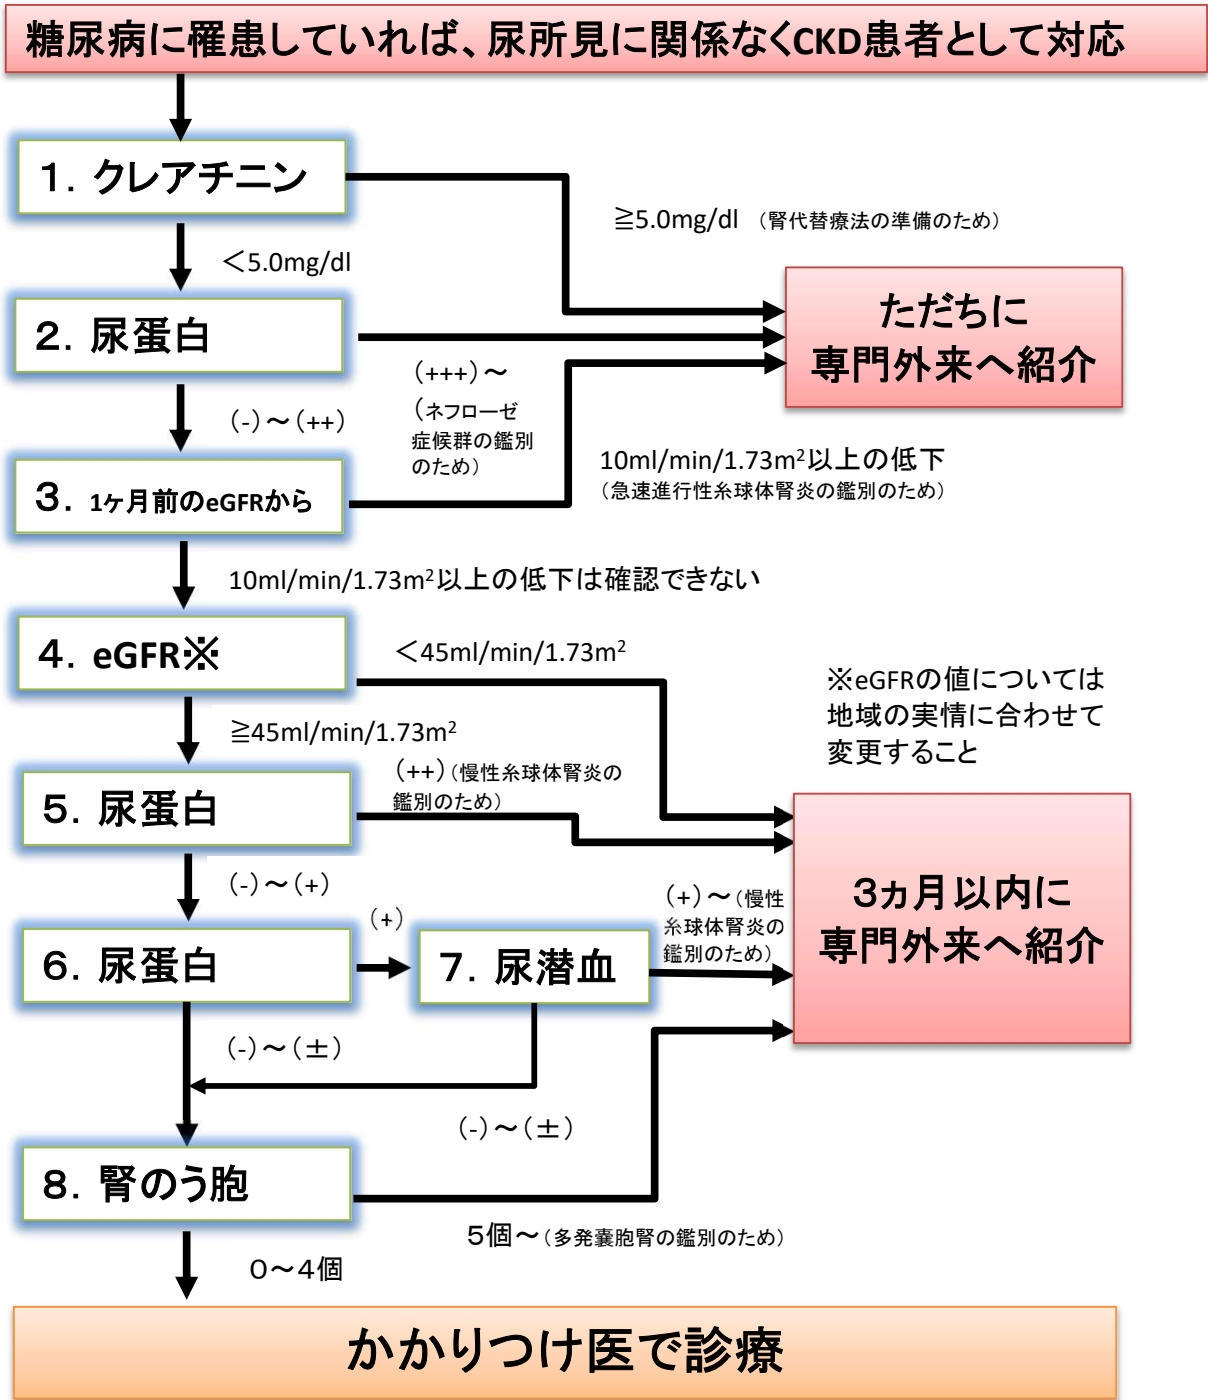 糖尿病に罹患していれば、尿所見に関係なくCKD患者として対応
１．クレアチニン
≧5.0mg/dl （腎代替療法の準備のため）
＜5.0mg/dl
ただちに
専門外来へ紹介
２．尿蛋白
(+++)～
（ネフローゼ
症候群の鑑別
のため）
(-)～(++)
10ml/min/1.73m²以上の低下
（急速進行性糸球体腎炎の鑑別のため）
３．1ヶ月前のeGFRから
10ml/min/1.73m²以上の低下は確認できない
４．eGFR※
＜45ml/min/1.73m²
※eGFRの値については
地域の実情に合わせて
変更すること
≧45ml/min/1.73m²
(++)（慢性糸球体腎炎の
鑑別のため）
５．尿蛋白
3ヵ月以内に
専門外来へ紹介
(-)～(+)
(+)
(+)～（慢性
糸球体腎炎の
鑑別のため）
６．尿蛋白
７．尿潜血
(-)～(±)
(-)～(±)
８．腎のう胞
５個～（多発嚢胞腎の鑑別のため）
０～４個
かかりつけ医で診療